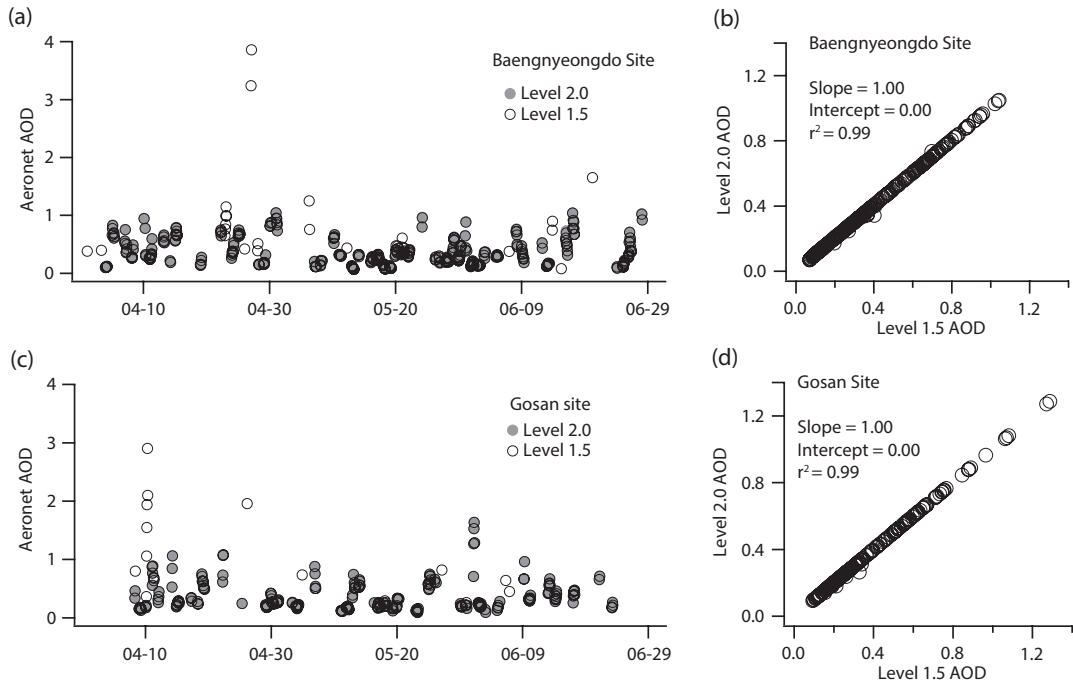 (a)
Aeronet AOD
4
3
2
1
0
Baengnyeongdo Site
Level 2.0
Level 1.5
04-10
04-30
05-20
06-09
06-29
(b)
Level 2.0 AOD
1.2
0.8
0.4
0.0
Baengnyeongdo Site
Slope = 1.00
Intercept = 0.00
r² = 0.99
0.0
0.4
0.8
1.2
Level 1.5 AOD
(c)
Aeronet AOD
4
3
2
1
0
Gosan site
Level 2.0
Level 1.5
04-10
04-30
05-20
06-09
06-29
(d)
Level 2.0 AOD
1.2
0.8
0.4
0.0
Gosan Site
Slope = 1.00
Intercept = 0.00
r² = 0.99
0.0
0.4
0.8
1.2
Level 1.5 AOD